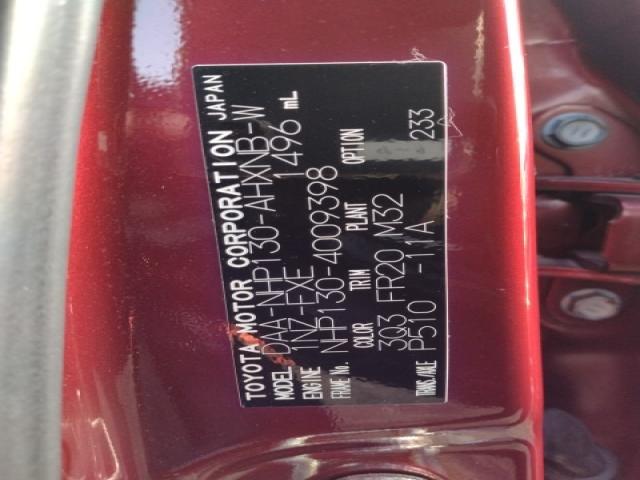 TOYOTA MOTOR CORPORATION JAPAN
MODEL DAA-NHP130-AHXNB-W
ENGINE 1NZ-FXE 1496 mL
FRAME No. NHP130-4009398
COLOR TRIM PLANT OPTION
3Q3 FR20 M32
TRANS./AXLE P510 -11A 233